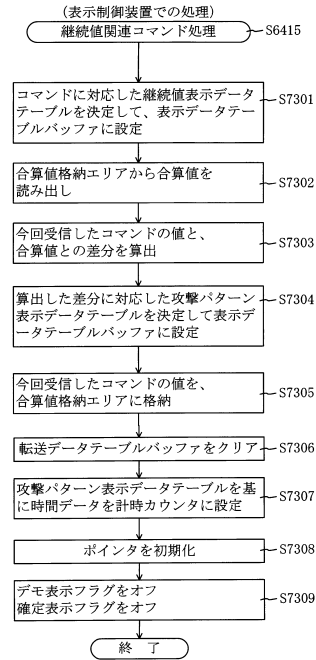 (表示制御装置での処理)
継続値関連コマンド処理
S6415
コマンドに対応した継続値表示データ
テーブルを決定して、表示データテー
ブルバッファに設定
S7301
合算値格納エリアから合算値を
読み出し
S7302
今回受信したコマンドの値と、
合算値との差分を算出
S7303
算出した差分に対応した攻撃パターン
表示データテーブルを決定して表示デ
ータテーブルバッファに設定
S7304
今回受信したコマンドの値を、
合算値格納エリアに格納
S7305
転送データテーブルバッファをクリア
S7306
攻撃パターン表示データテーブルを基
に時間データを計時カウンタに設定
S7307
ポインタを初期化
S7308
デモ表示フラグをオフ
確定表示フラグをオフ
S7309
終 了